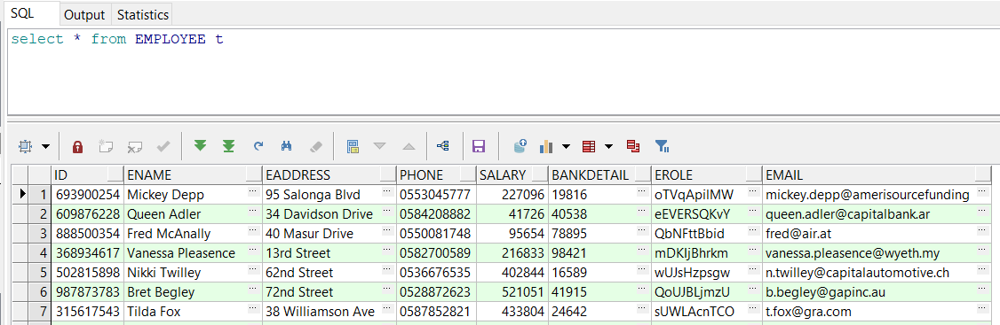 SQL Output Statistics
select * from EMPLOYEE t
ID ENAME EADDRESS PHONE SALARY BANKDETAIL EROLE EMAIL
1 693900254 Mickey Depp ... 95 Salonga Blvd ... 0553045777 227096 19816 ... oTVqApilMW ... mickey.depp@amerisourcefunding
2 609876228 Queen Adler ... 34 Davidson Drive ... 0584208882 41726 40538 ... eEVERSQKvY ... queen.adler@capitalbank.ar ...
3 888500354 Fred McAnally ... 40 Masur Drive ... 0550081748 95654 78895 ... QbNFttBbid ... fred@air.at ...
4 368934617 Vanessa Pleasence ... 13rd Street ... 0582700589 216833 98421 ... mDKIjBhrkm ... vanessa.pleasence@wyeth.my ...
5 502815898 Nikki Twilley ... 62nd Street ... 0536676535 402844 16589 ... wUJsHzpsgw ... n.twilley@capitalautomotive.ch ...
6 987873783 Bret Begley ... 72nd Street ... 0528872623 521051 41915 ... QoUJBLjmzU ... b.begley@gapinc.au ...
7 315617543 Tilda Fox ... 38 Williamson Ave ... 0587852821 433804 24642 ... sUWLAcnTCO ... t.fox@gra.com ...